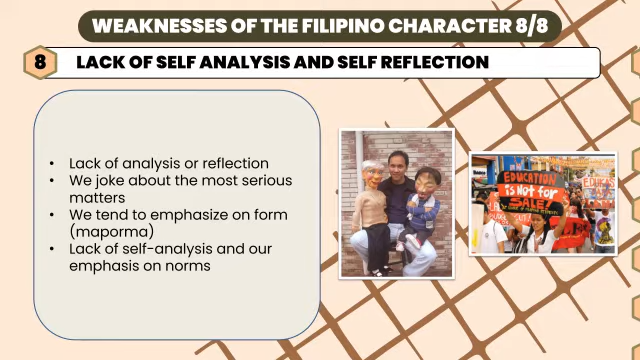 WEAKNESSES OF THE FILIPINO CHARACTER 8/8
8
LACK OF SELF ANALYSIS AND SELF REFLECTION
• Lack of analysis or reflection
• We joke about the most serious
matters
• We tend to emphasize on form
(maporma)
• Lack of self-analysis and our
emphasis on norms
EDUCATION
is Not for
SALE!